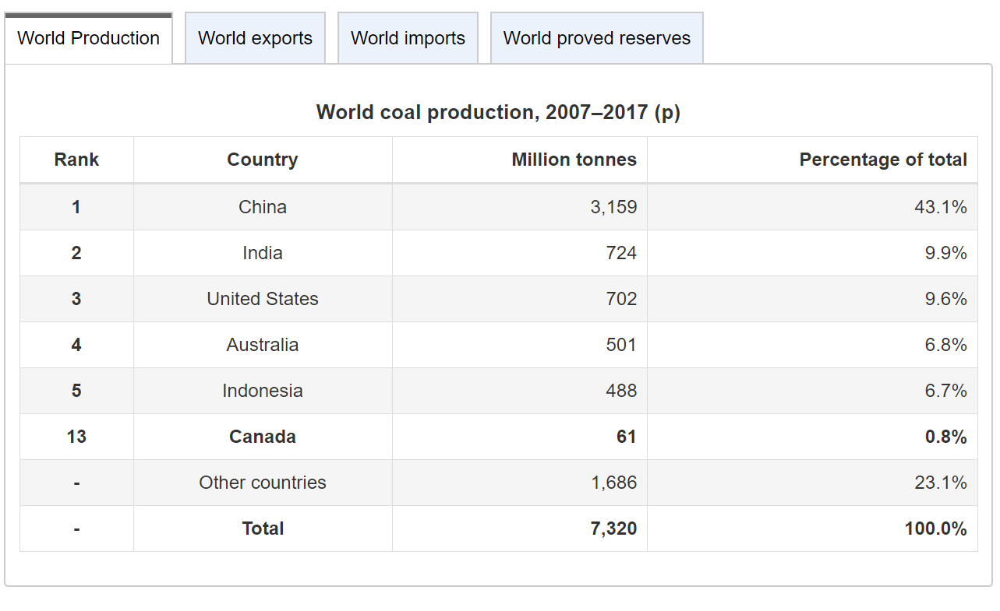 World Production World exports World imports World proved reserves
World coal production, 2007–2017 (p)
Rank Country Million tonnes Percentage of total
1 China 3,159 43.1%
2 India 724 9.9%
3 United States 702 9.6%
4 Australia 501 6.8%
5 Indonesia 488 6.7%
13 Canada 61 0.8%
- Other countries 1,686 23.1%
- Total 7,320 100.0%